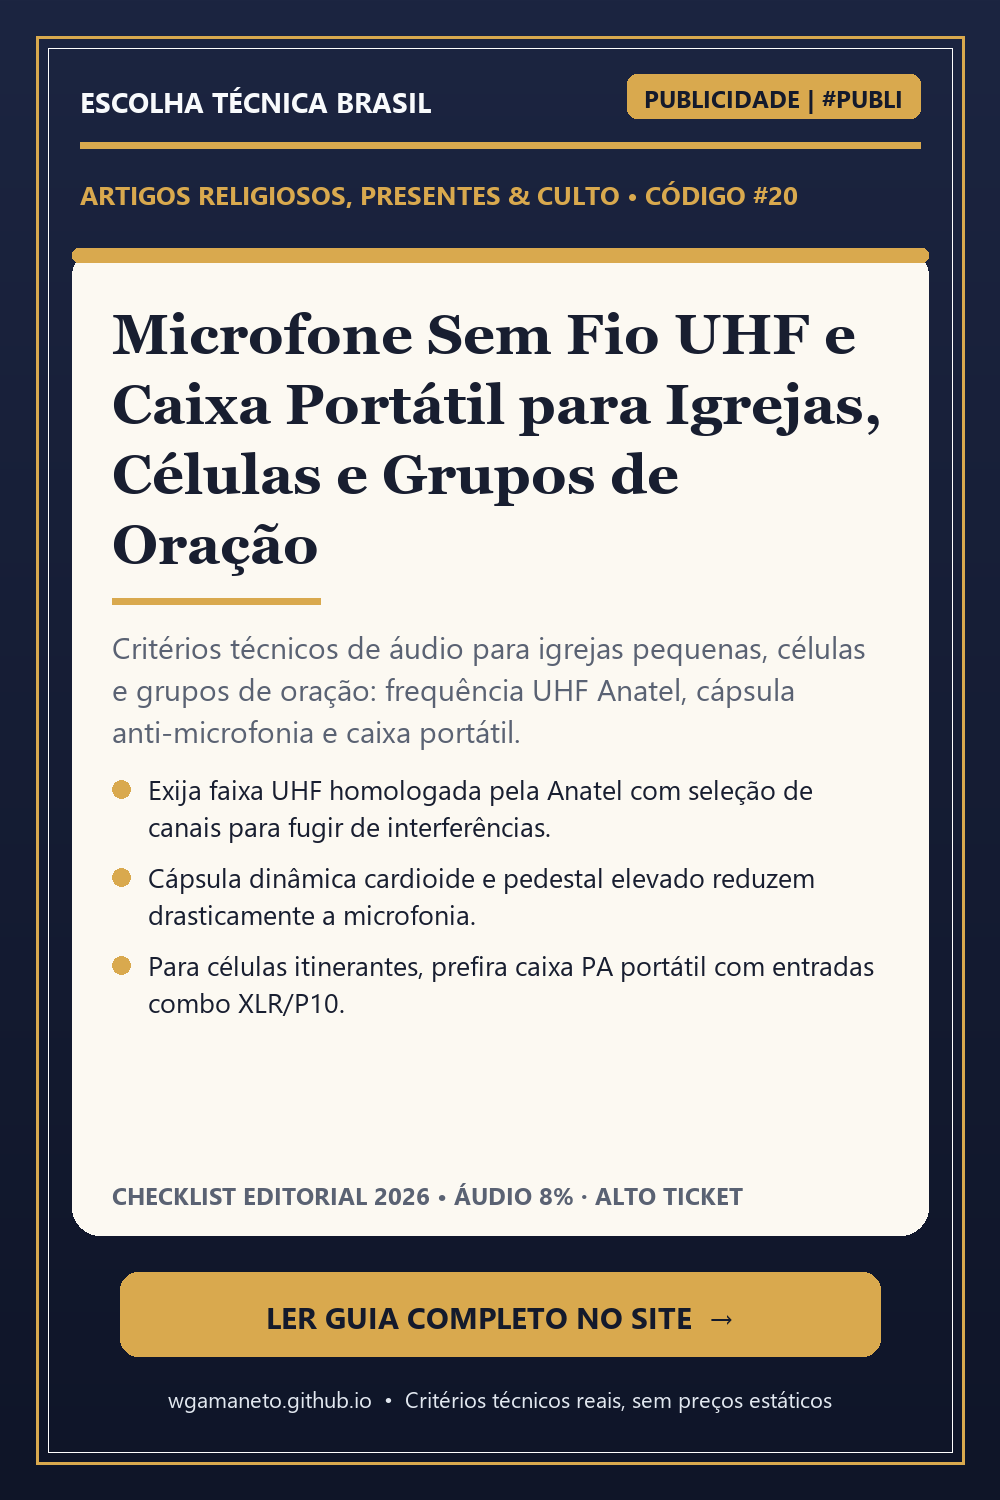 ESCOLHA TÉCNICA BRASIL
PUBLICIDADE | #PUBLI
ARTIGOS RELIGIOSOS, PRESENTES & CULTO • CÓDIGO #20
Microfone Sem Fio UHF e
Caixa Portátil para Igrejas,
Células e Grupos de
Oração
Critérios técnicos de áudio para igrejas pequenas, células
e grupos de oração: frequência UHF Anatel, cápsula
anti-microfonia e caixa portátil.
Exija faixa UHF homologada pela Anatel com seleção de
canais para fugir de interferências.
Cápsula dinâmica cardioide e pedestal elevado reduzem
drasticamente a microfonia.
Para células itinerantes, prefira caixa PA portátil com entradas
combo XLR/P10.
CHECKLIST EDITORIAL 2026 • ÁUDIO 8% · ALTO TICKET
LER GUIA COMPLETO NO SITE →
wgamaneto.github.io • Critérios técnicos reais, sem preços estáticos